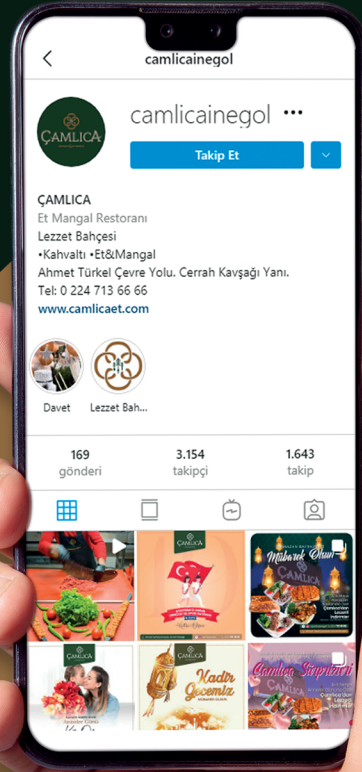 camlicainegol
ÇAMLICA
camlicainegol •••
Takip Et
ÇAMLICA
Et Mangal Restoranı
Lezzet Bahçesi
•Kahvaltı •Et&Mangal
Ahmet Türkel Çevre Yolu. Cerrah Kavşağı Yanı.
Tel: 0 224 713 66 66
www.camlicaet.com
Davet
Lezzet Bah...
169
3.154
1.643
gönderi
takipçi
takip
ÇAMLICA
Mübarek Olsun
ÇAMLICA
ÇAMLICA
ÇAMLICA
Kadir
Gecemiz
Çamlıca Sürprizleri
ÇAMLICA